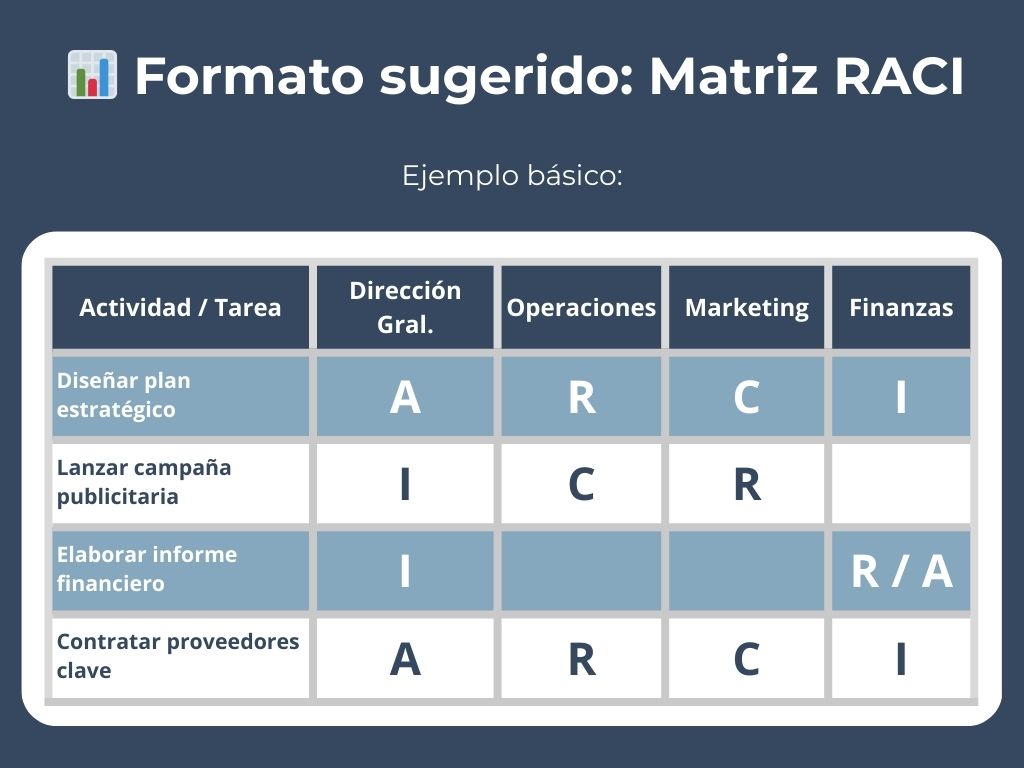 Formato sugerido: Matriz RACI
Ejemplo básico:
Actividad / Tarea
Dirección
Gral.
Operaciones
Marketing
Finanzas
Diseñar plan
estratégico
A
R
C
I
Lanzar campaña
publicitaria
I
C
R
Elaborar informe
financiero
I
R / A
Contratar proveedores
clave
A
R
C
I